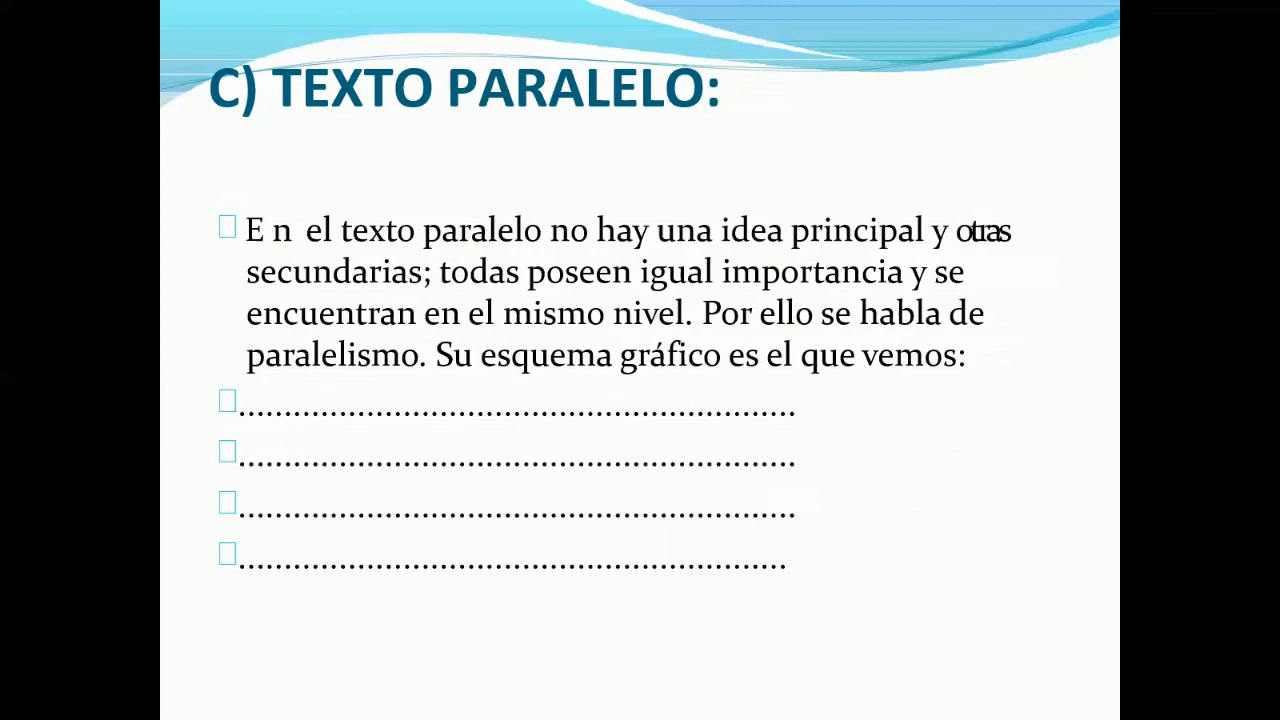 C) TEXTO PARALELO:
E n el texto paralelo no hay una idea principal y otras
secundarias; todas poseen igual importancia y se
encuentran en el mismo nivel. Por ello se habla de
paralelismo. Su esquema gráfico es el que vemos:
.............................................................
.............................................................
.............................................................
............................................................